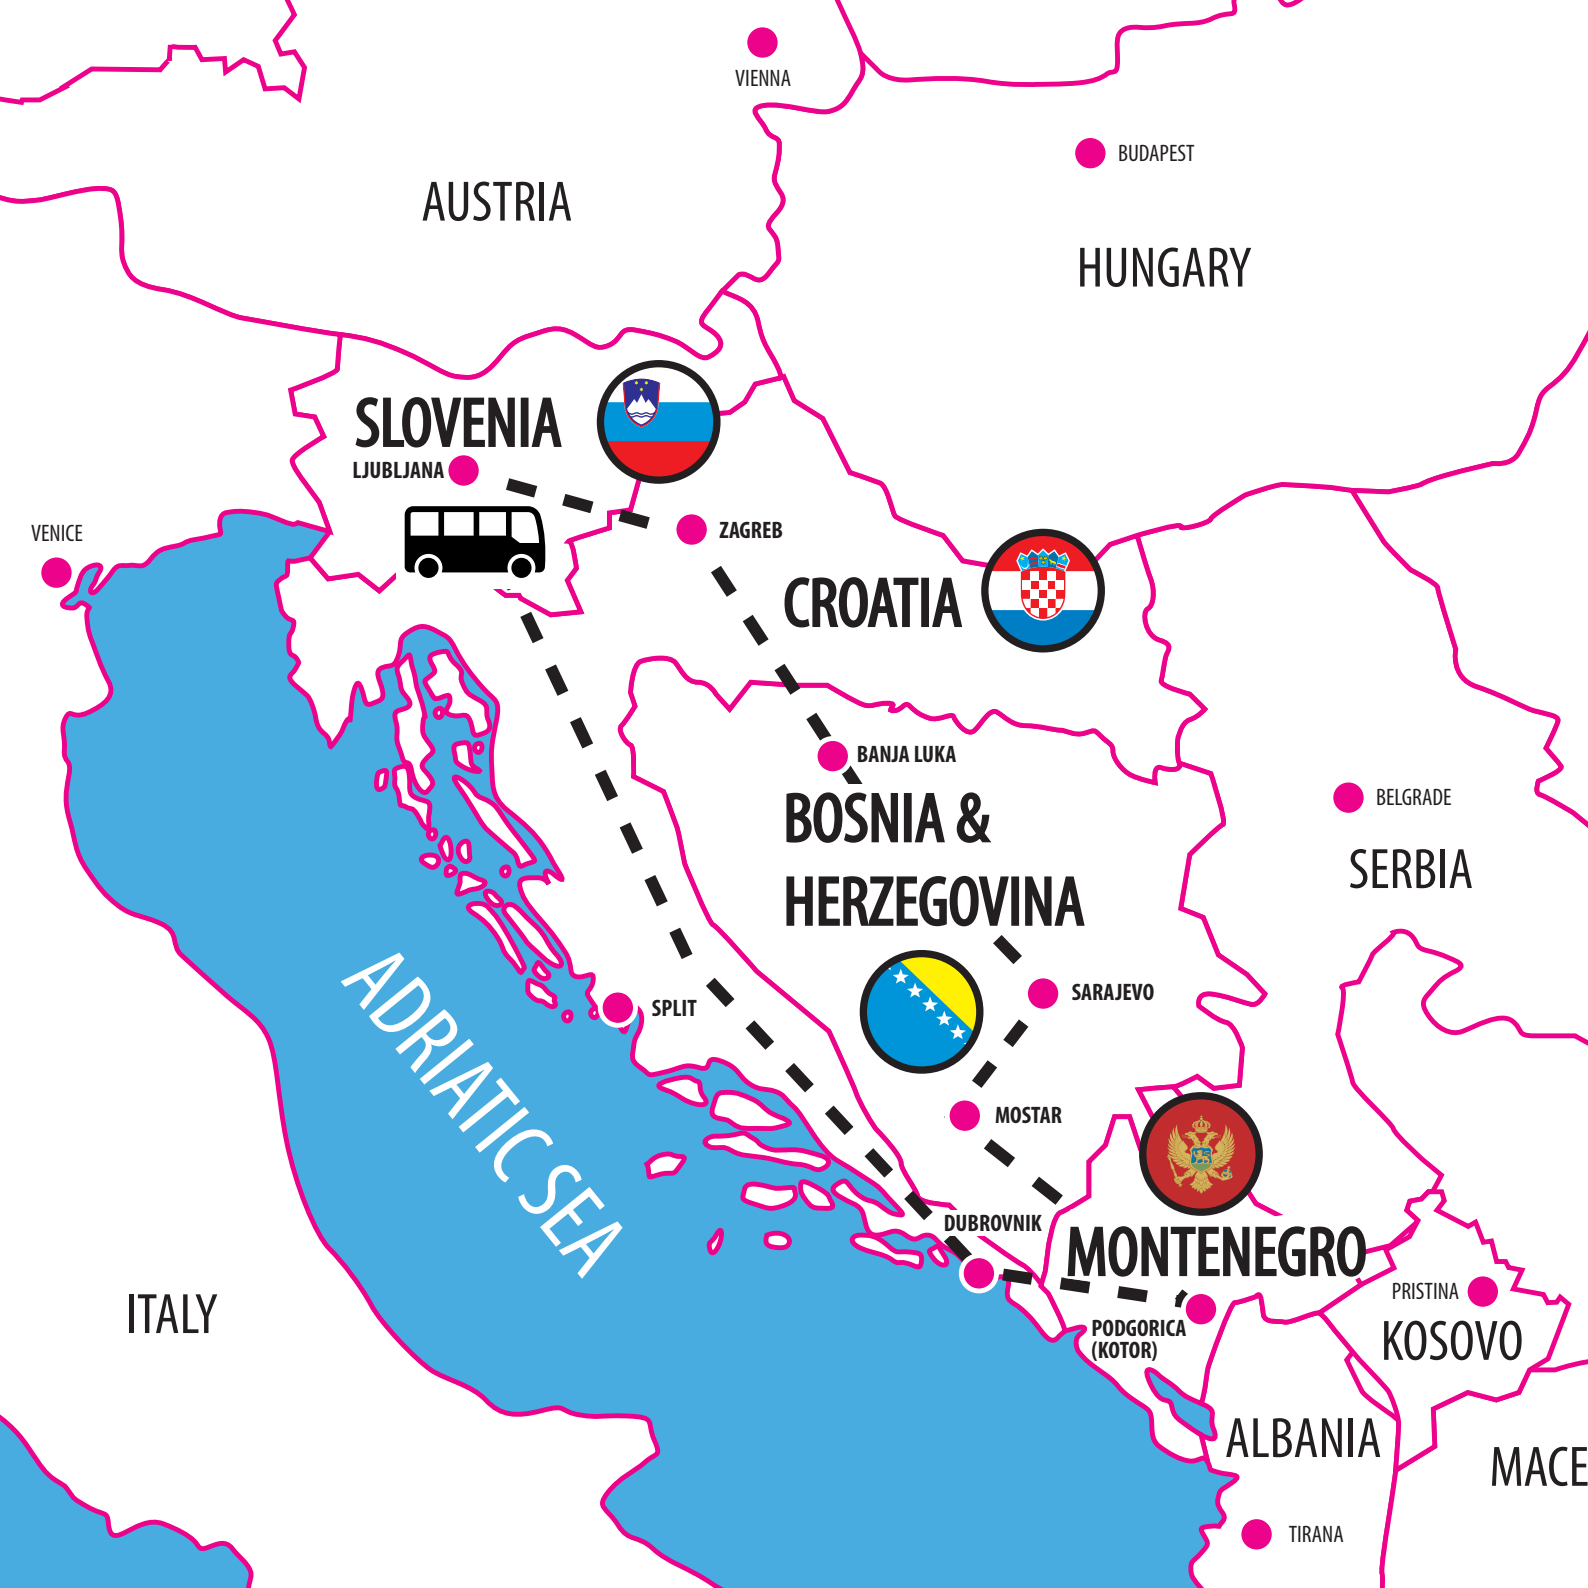 VIENNA
BUDAPEST
AUSTRIA
HUNGARY
SLOVENIA
LJUBLJANA
VENICE
ZAGREB
CROATIA
BANJA LUKA
BELGRADE
BOSNIA &
HERZEGOVINA
SERBIA
SARAJEVO
SPLIT
ADRIATIC SEA
MOSTAR
DUBROVNIK
MONTENEGRO
ITALY
PRISTINA
PODGORICA
(KOTOR)
KOSOVO
ALBANIA
MACE
TIRANA